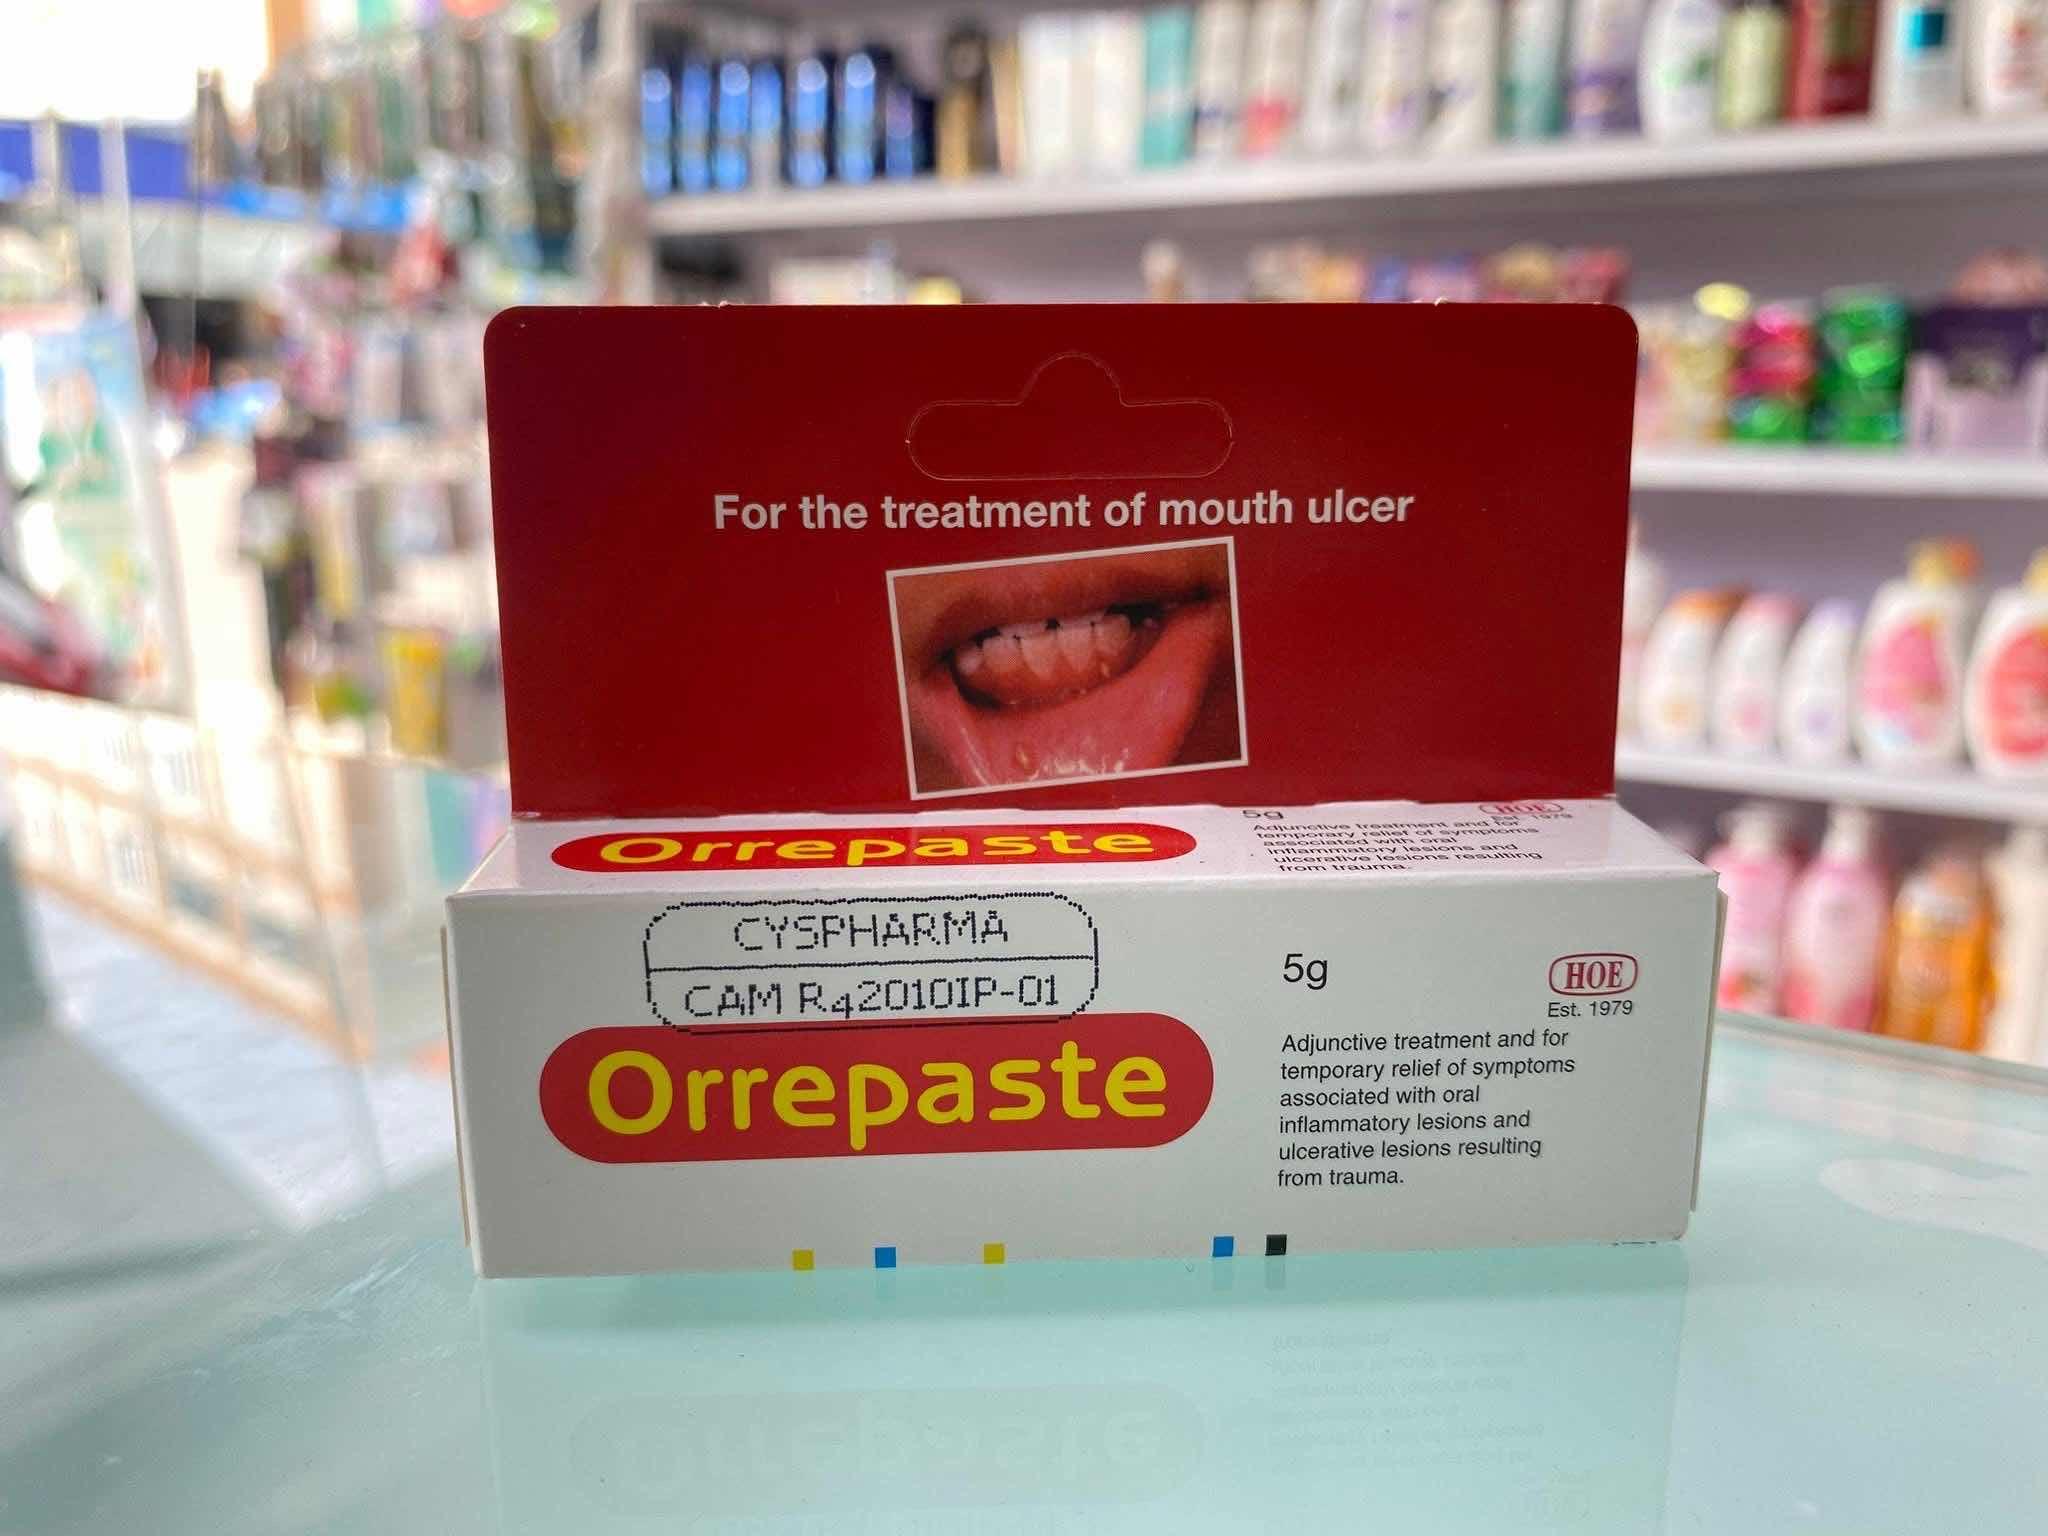 For the treatment of mouth ulcer
Orrepaste
5g
HOE
Est. 1979
Adjunctive treatment and for
temporary relief of symptoms
associated with oral
inflammatory lesions and
ulcerative lesions resulting
from trauma.
CYSPHARMA
CAM R42010IP-01
Orrepaste
5g
HOE
Est. 1979
Adjunctive treatment and for
temporary relief of symptoms
associated with oral
inflammatory lesions and
ulcerative lesions resulting
from trauma.